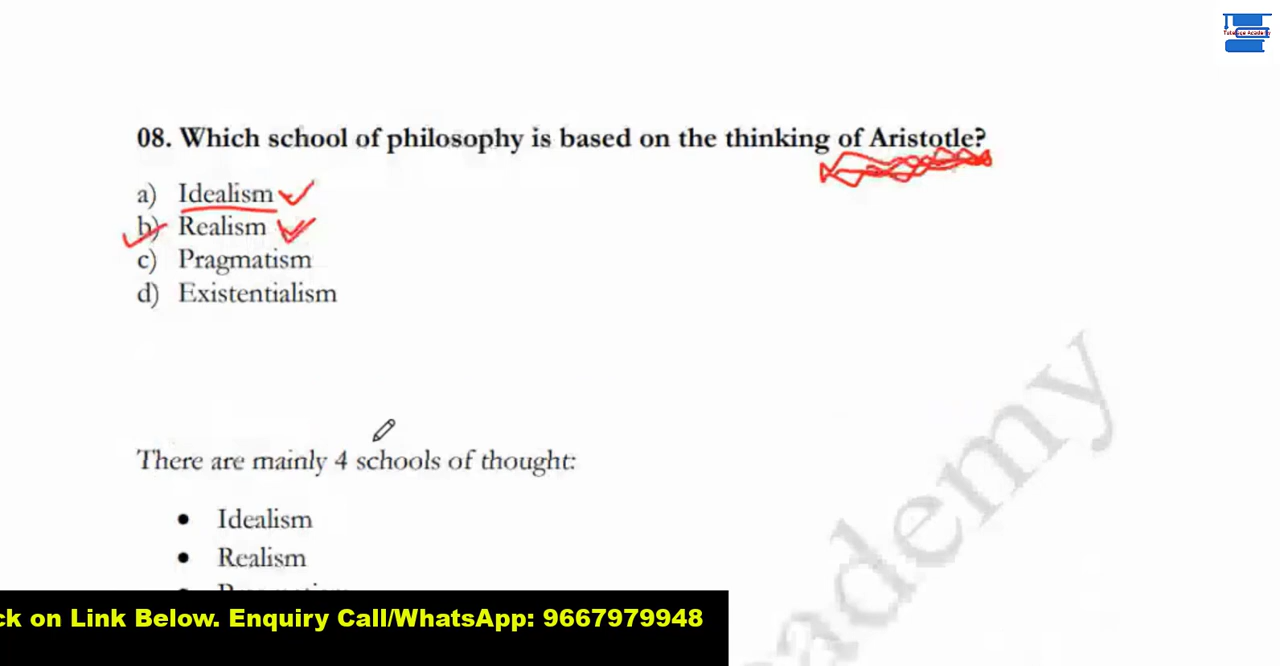 08. Which school of philosophy is based on the thinking of Aristotle?
a) Idealism
b) Realism
c) Pragmatism
d) Existentialism
There are mainly 4 schools of thought:
• Idealism
• Realism
ck on Link Below. Enquiry Call/WhatsApp: 9667979948
ademy